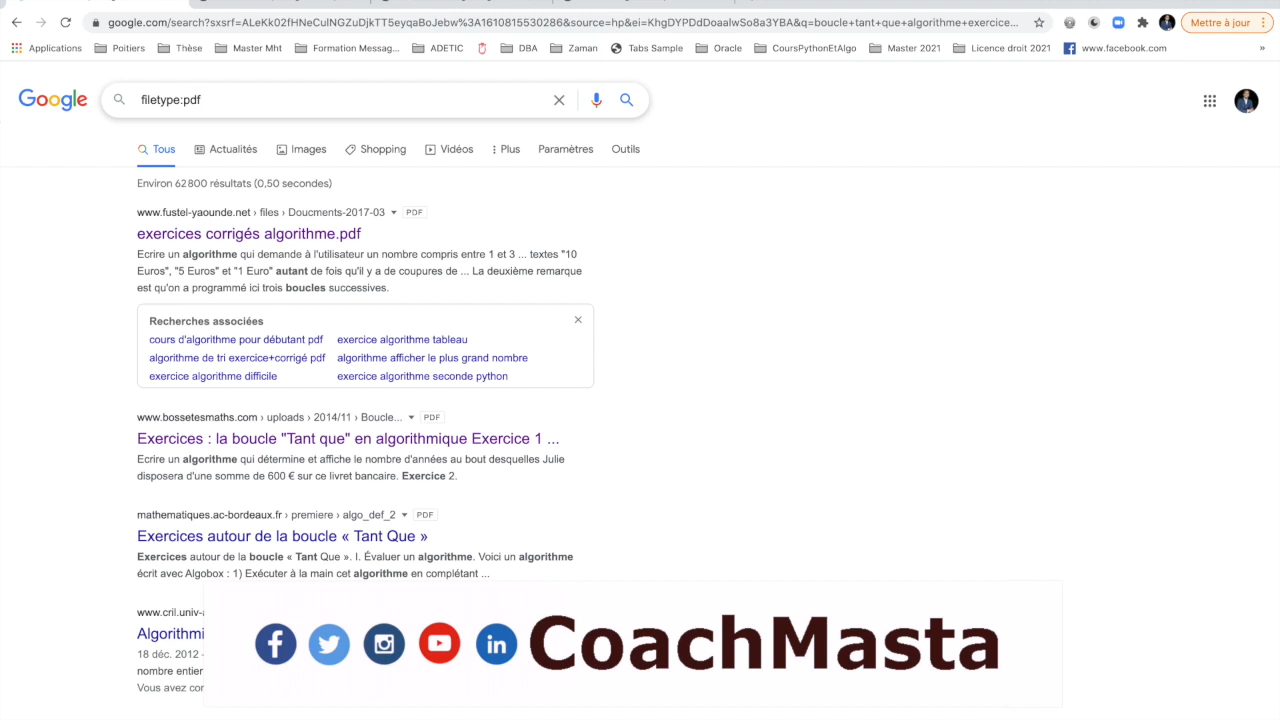 google.com/search?sxsrf=ALeKk02fHNeCulNGZuDjkTT5eyqaBoJebw%3A1610815530286&source=hp&ei=KhgDYPDdDoaalwSo8a3YBA&q=boucle+tant+que+algorithme+exercice...
Mettre à jour
Applications Poitiers Thèse Master Mht Formation Messag... ADETIC DBA Zaman Tabs Sample Oracle CoursPythonEtAlgo Master 2021 Licence droit 2021 www.facebook.com »
Google filetype:pdf
Tous Actualités Images Shopping Vidéos Plus Paramètres Outils
Environ 62 800 résultats (0,50 secondes)
www.fustel-yaounde.net › files › Doucments-2017-03 PDF
exercices corrigés algorithme.pdf
Ecrire un algorithme qui demande à l'utilisateur un nombre compris entre 1 et 3 ... textes "10
Euros", "5 Euros" et "1 Euro" autant de fois qu'il y a de coupures de ... La deuxième remarque
est qu'on a programmé ici trois boucles successives.
Recherches associées
cours d'algorithme pour débutant pdf exercice algorithme tableau
algorithme de tri exercice+corrigé pdf algorithme afficher le plus grand nombre
exercice algorithme difficile exercice algorithme seconde python
www.bossetesmaths.com › uploads › 2014/11 › Boucle... PDF
Exercices : la boucle "Tant que" en algorithmique Exercice 1 ...
Ecrire un algorithme qui détermine et affiche le nombre d'années au bout desquelles Julie
disposera d'une somme de 600 € sur ce livret bancaire. Exercice 2.
mathematiques.ac-bordeaux.fr › premiere › algo_def_2 PDF
Exercices autour de la boucle « Tant Que »
Exercices autour de la boucle « Tant Que ». I. Évaluer un algorithme. Voici un algorithme
écrit avec Algobox : 1) Exécuter à la main cet algorithme en complétant ...
www.cril.univ-a
Algorithmi
18 déc. 2012
nombre entier
Vous avez cor
CoachMasta